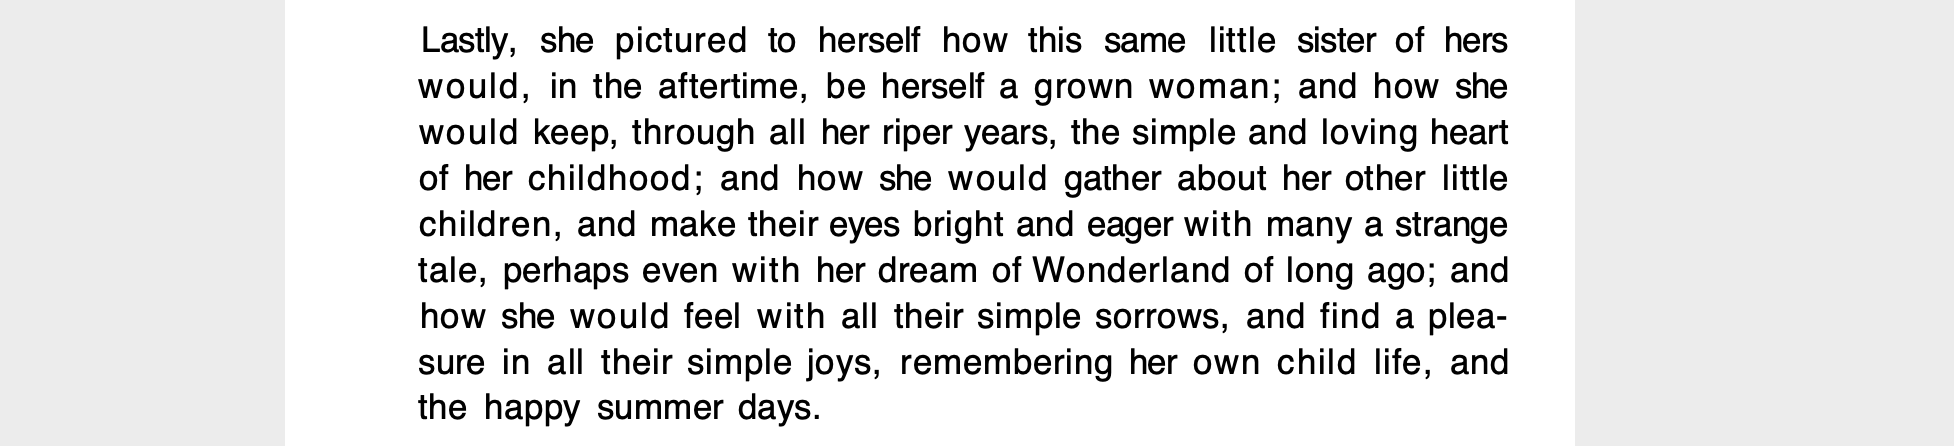 Lastly, she pictured to herself how this same little sister of hers
would, in the aftertime, be herself a grown woman; and how she
would keep, through all her riper years, the simple and loving heart
of her childhood; and how she would gather about her other little
children, and make their eyes bright and eager with many a strange
tale, perhaps even with her dream of Wonderland of long ago; and
how she would feel with all their simple sorrows, and find a plea-
sure in all their simple joys, remembering her own child life, and
the happy summer days.